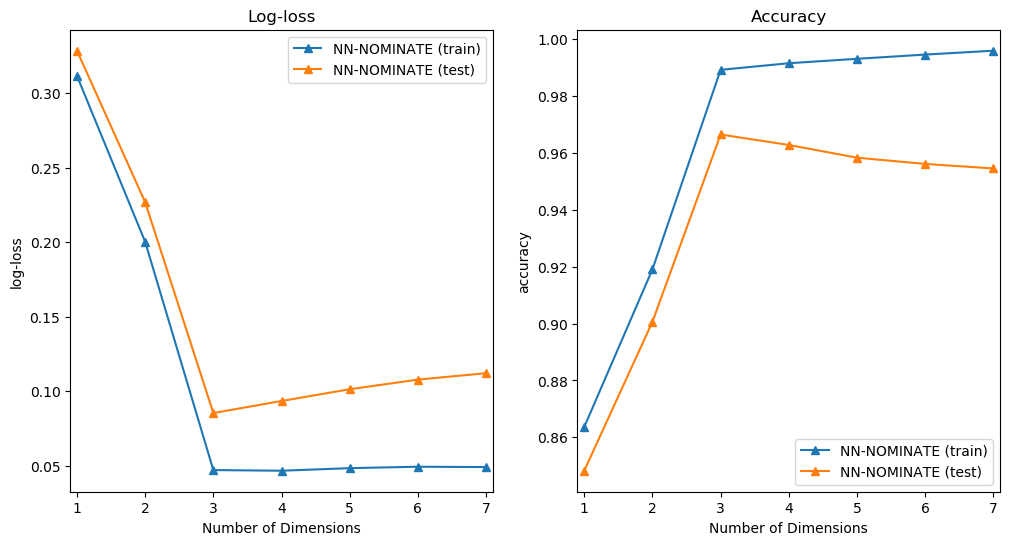 Log-loss
NN-NOMINATE (train)
NN-NOMINATE (test)
0.30
0.25
0.20
0.15
0.10
0.05
log-loss
1 2 3 4 5 6 7
Number of Dimensions
Accuracy
1.00
0.98
0.96
0.94
0.92
0.90
0.88
0.86
accuracy
NN-NOMINATE (train)
NN-NOMINATE (test)
1 2 3 4 5 6 7
Number of Dimensions